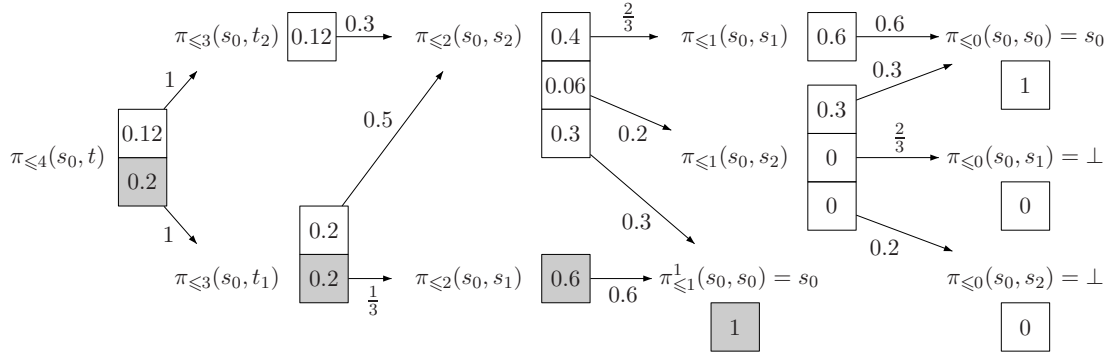 π⩽3(s0, t2) 0.12 0.3 π⩽2(s0, s2) 0.4 2/3 π⩽1(s0, s1) 0.6 0.6 π⩽0(s0, s0) = s0
1 0.06 0.3 1
0.12 0.5 0.2 0.3
π⩽4(s0, t) 0.3 π⩽1(s0, s2) 0 2/3 π⩽0(s0, s1) = ⊥
0.2 0 0
1 0.2 0.3 0.2
π⩽3(s0, t1) 0.2 1/3 π⩽2(s0, s1) 0.6 0.6 π¹⩽1(s0, s0) = s0 π⩽0(s0, s2) = ⊥
1 0